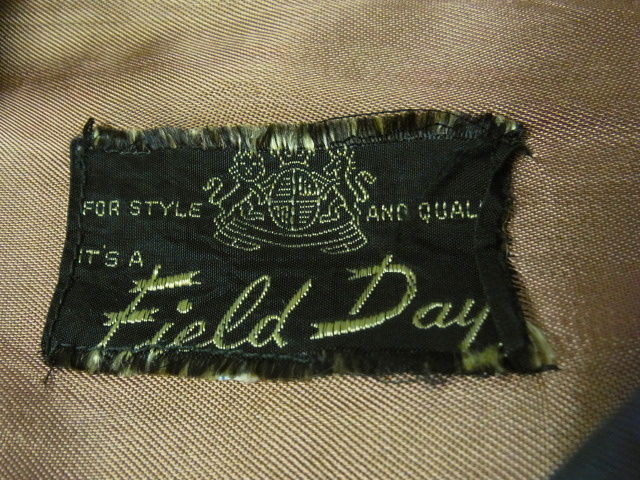 FOR STYLE AND QUAL
IT'S A
Field Day